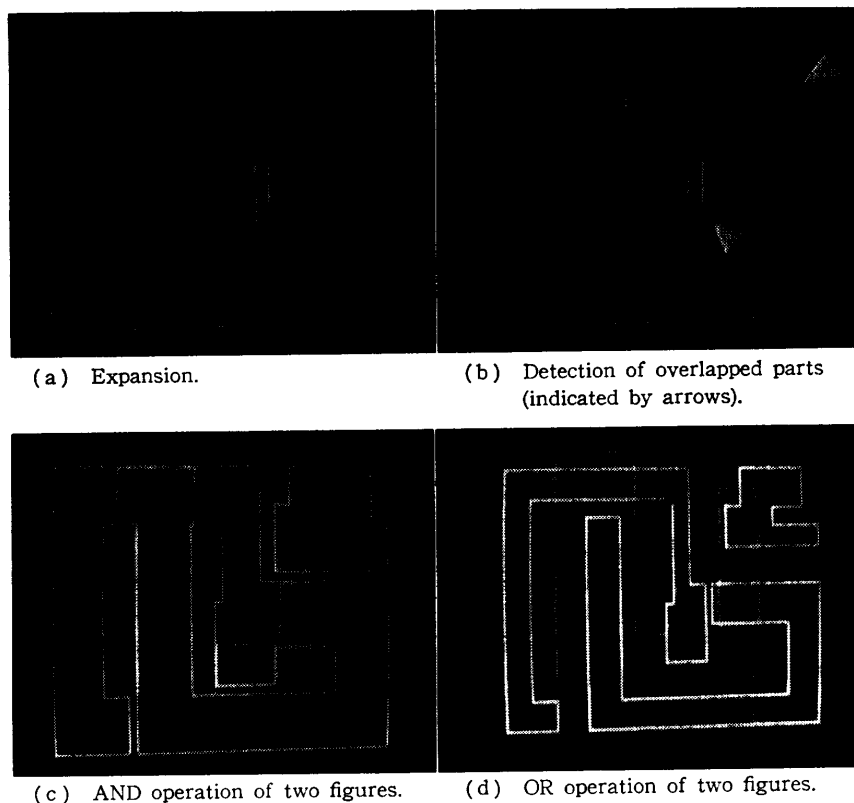 (a) Expansion.
(b) Detection of overlapped parts
(indicated by arrows).
(c) AND operation of two figures.
(d) OR operation of two figures.